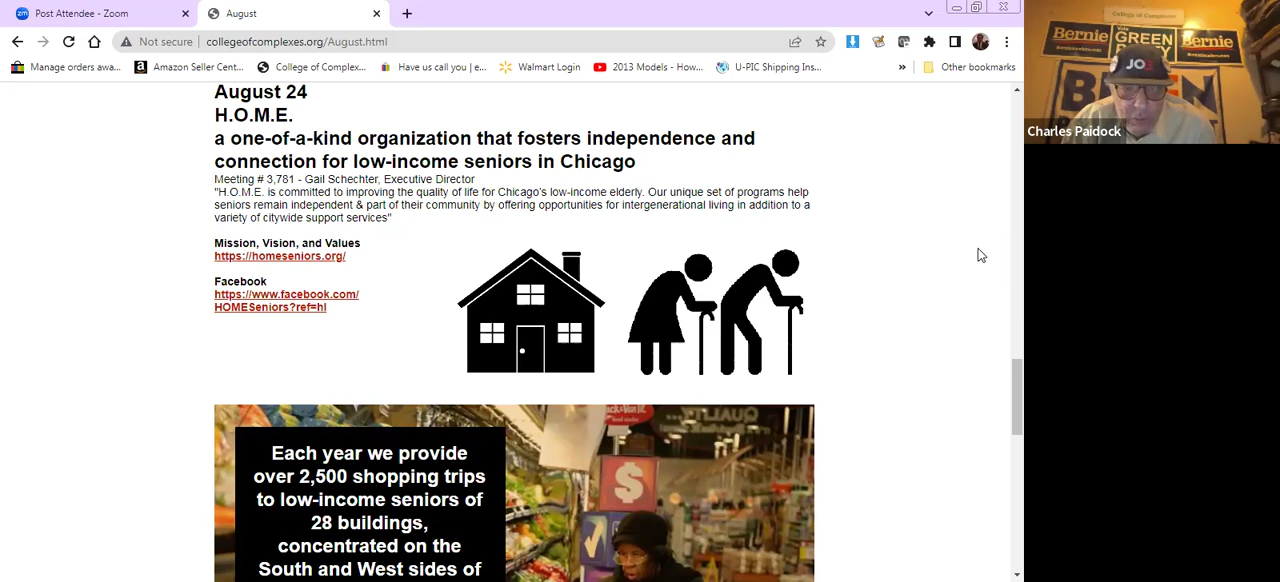 Post Attendee - Zoom
August
Not secure
collegeofcomplexes.org/August.html
Manage orders awa...
Amazon Seller Cent...
College of Complex...
Have us call you | e...
Walmart Login
2013 Models - How...
U-PIC Shipping Ins...
»
Other bookmarks
August 24
H.O.M.E.
a one-of-a-kind organization that fosters independence and
connection for low-income seniors in Chicago
Meeting # 3,781 - Gail Schechter, Executive Director
"H.O.M.E. is committed to improving the quality of life for Chicago's low-income elderly. Our unique set of programs help
seniors remain independent & part of their community by offering opportunities for intergenerational living in addition to a
variety of citywide support services"
Mission, Vision, and Values
https://homeseniors.org/
Facebook
https://www.facebook.com/
HOMESeniors?ref=hl
Each year we provide
over 2,500 shopping trips
to low-income seniors of
28 buildings,
concentrated on the
South and West sides of
$
College of Complexes
Bernie
GREEN
Bernie
JO
Charles Paidock